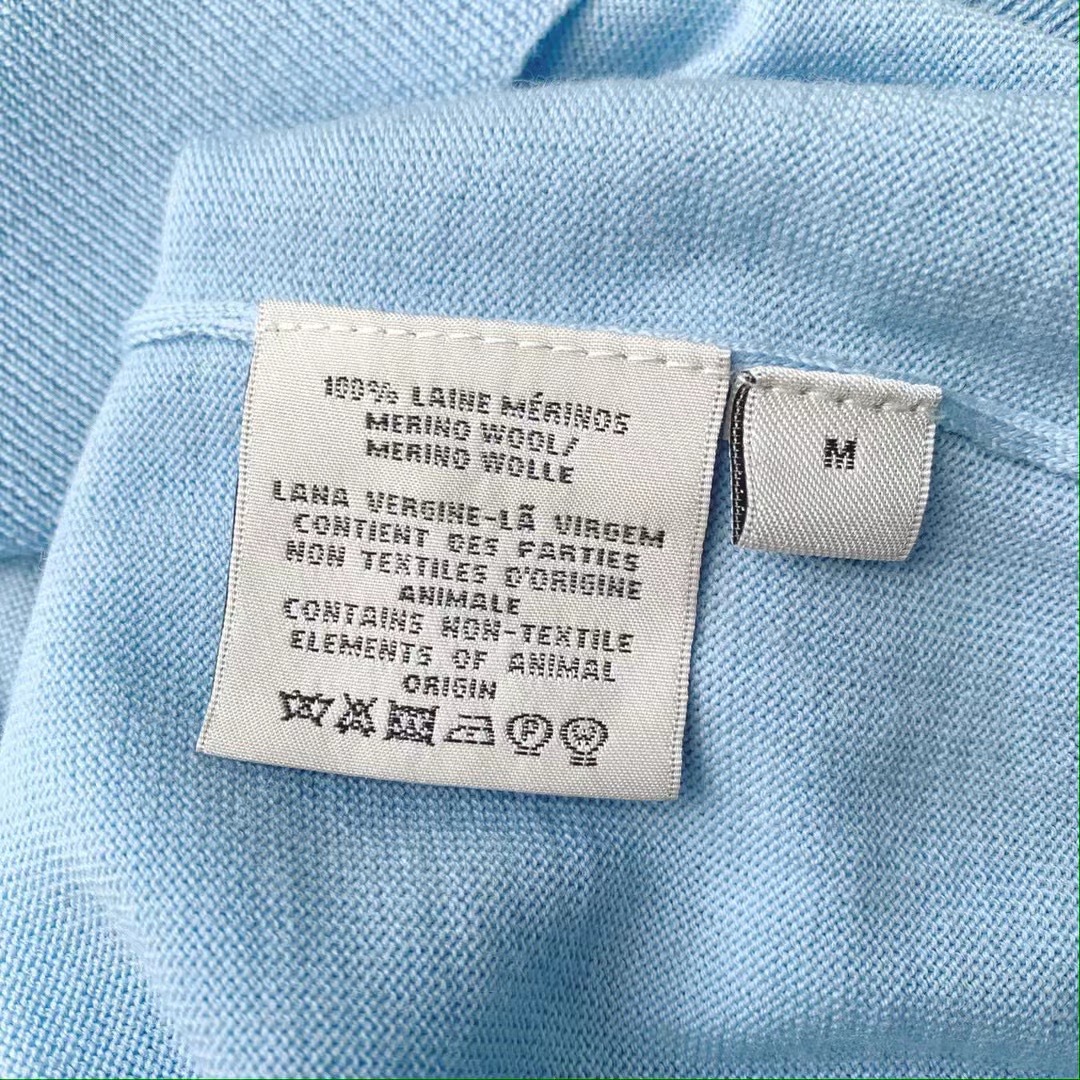 100% LAINE MÉRINOS
MERINO WOOL/
MERINO WOLLE
LANA VERGINE-LÃ VIRGEM
CONTIENT DES PARTIES
NON TEXTILES D'ORIGINE
ANIMALE
CONTAINS NON-TEXTILE
ELEMENTS OF ANIMAL
ORIGIN
P W
M